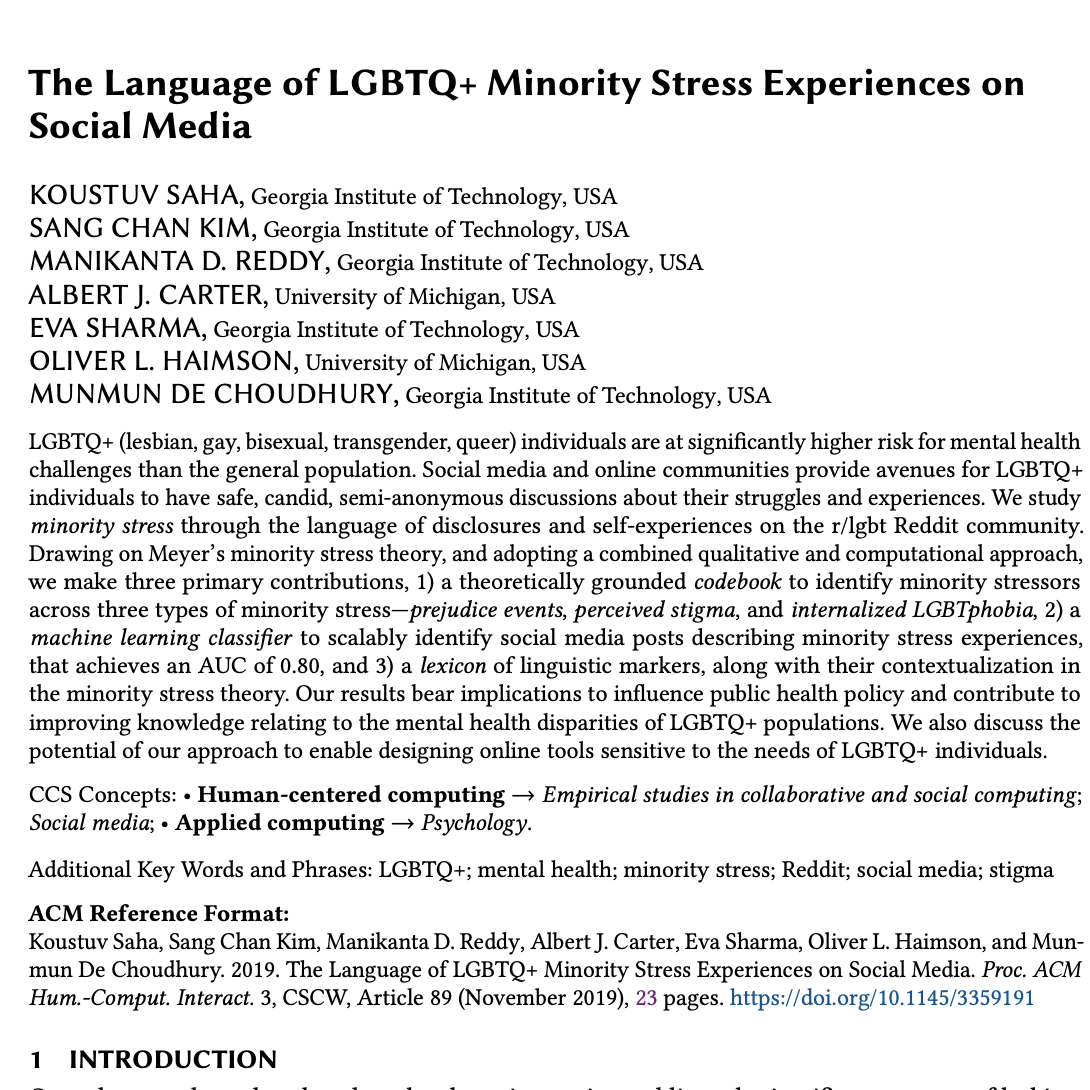 The Language of LGBTQ+ Minority Stress Experiences on
Social Media
KOUSTUV SAHA, Georgia Institute of Technology, USA
SANG CHAN KIM, Georgia Institute of Technology, USA
MANIKANTA D. REDDY, Georgia Institute of Technology, USA
ALBERT J. CARTER, University of Michigan, USA
EVA SHARMA, Georgia Institute of Technology, USA
OLIVER L. HAIMSON, University of Michigan, USA
MUNMUN DE CHOUDHURY, Georgia Institute of Technology, USA
LGBTQ+ (lesbian, gay, bisexual, transgender, queer) individuals are at significantly higher risk for mental health
challenges than the general population. Social media and online communities provide avenues for LGBTQ+
individuals to have safe, candid, semi-anonymous discussions about their struggles and experiences. We study
minority stress through the language of disclosures and self-experiences on the r/lgbt Reddit community.
Drawing on Meyer's minority stress theory, and adopting a combined qualitative and computational approach,
we make three primary contributions, 1) a theoretically grounded codebook to identify minority stressors
across three types of minority stress—prejudice events, perceived stigma, and internalized LGBTphobia, 2) a
machine learning classifier to scalably identify social media posts describing minority stress experiences,
that achieves an AUC of 0.80, and 3) a lexicon of linguistic markers, along with their contextualization in
the minority stress theory. Our results bear implications to influence public health policy and contribute to
improving knowledge relating to the mental health disparities of LGBTQ+ populations. We also discuss the
potential of our approach to enable designing online tools sensitive to the needs of LGBTQ+ individuals.
CCS Concepts: • Human-centered computing → Empirical studies in collaborative and social computing;
Social media; • Applied computing → Psychology.
Additional Key Words and Phrases: LGBTQ+; mental health; minority stress; Reddit; social media; stigma
ACM Reference Format:
Koustuv Saha, Sang Chan Kim, Manikanta D. Reddy, Albert J. Carter, Eva Sharma, Oliver L. Haimson, and Mun-
mun De Choudhury. 2019. The Language of LGBTQ+ Minority Stress Experiences on Social Media. Proc. ACM
Hum.-Comput. Interact. 3, CSCW, Article 89 (November 2019), 23 pages. https://doi.org/10.1145/3359191
1 INTRODUCTION